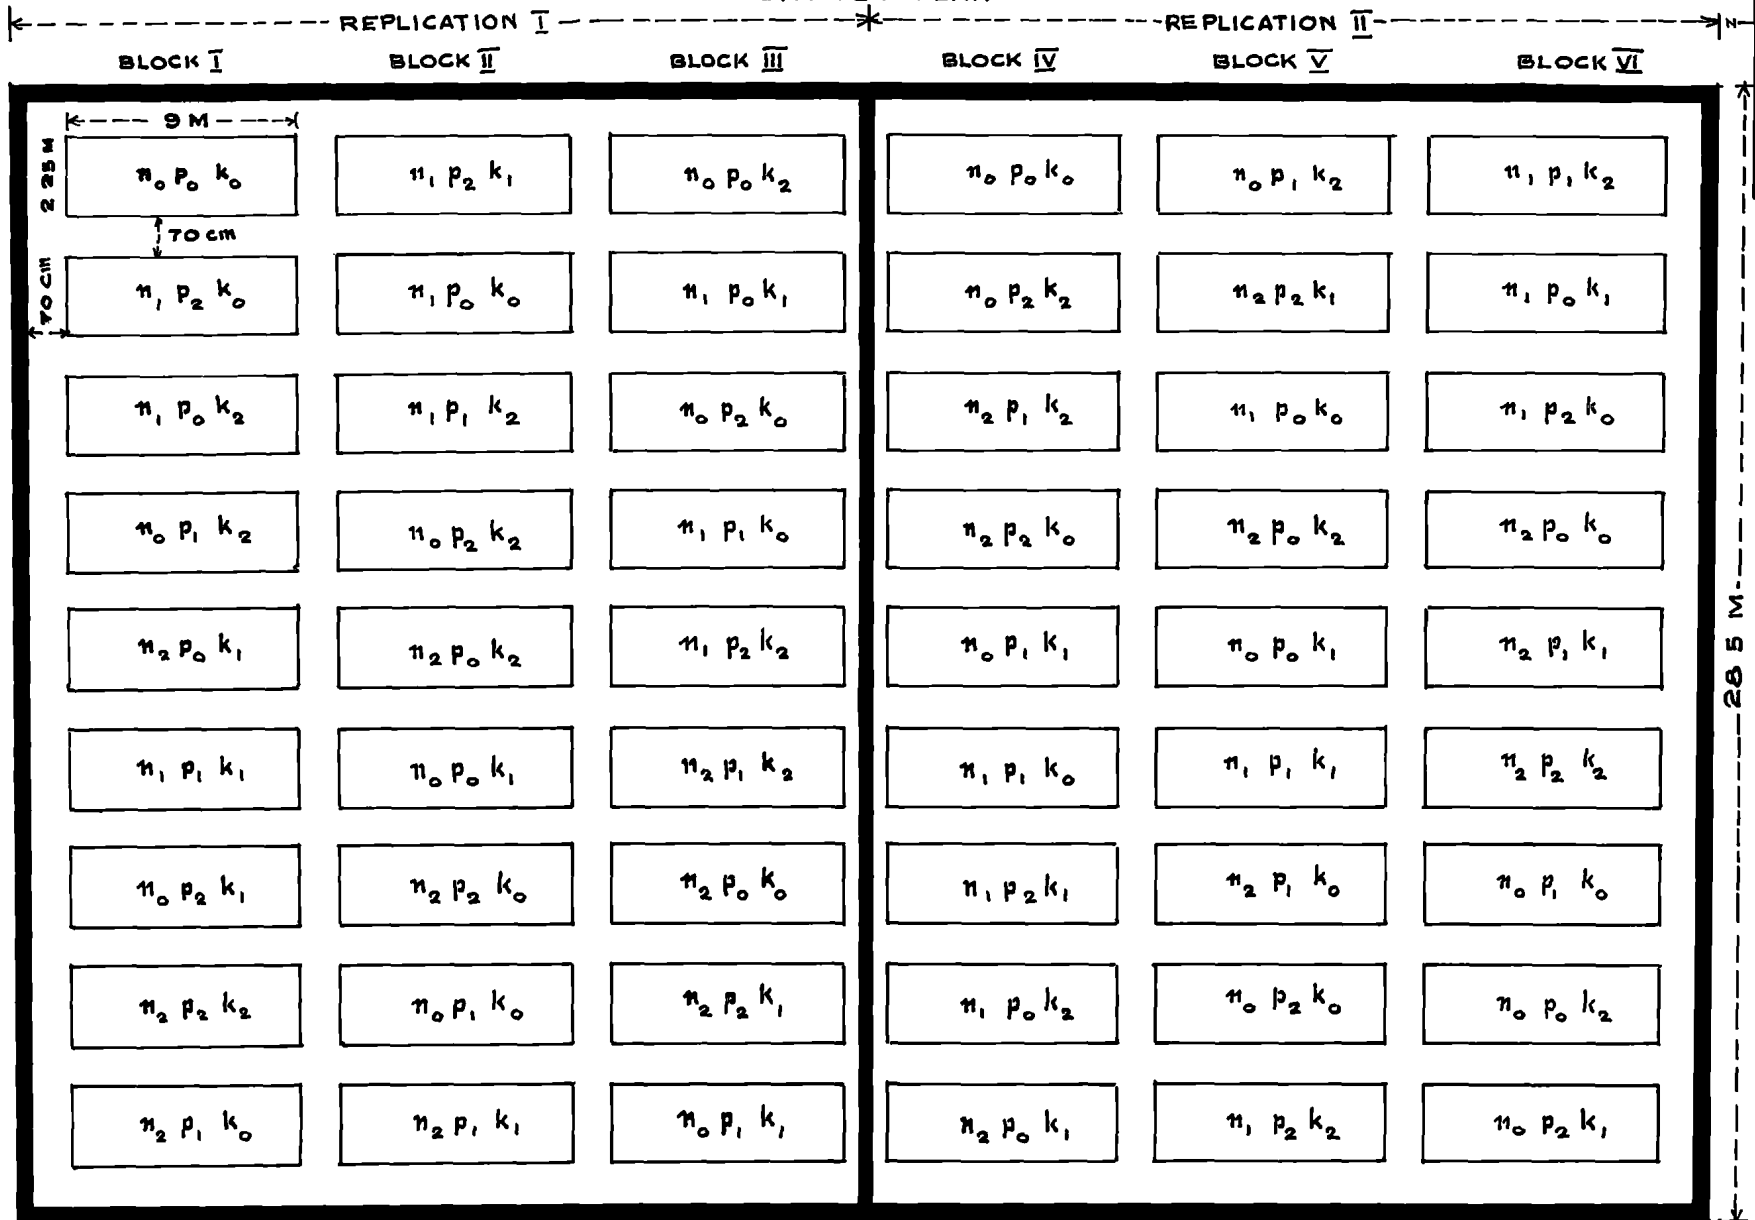 REPLICATION I REPLICATION II N
BLOCK I BLOCK II BLOCK III BLOCK IV BLOCK V BLOCK VI
9 M
2 25 M
n₀ p₀ k₀ n₁ p₂ k₁ n₀ p₀ k₂ n₀ p₀ k₀ n₀ p₁ k₂ n₁ p₁ k₂
70 cm
70 cm
n₁ p₂ k₀ n₁ p₀ k₀ n₁ p₀ k₁ n₀ p₂ k₂ n₂ p₂ k₁ n₁ p₀ k₁
n₁ p₀ k₂ n₁ p₁ k₂ n₀ p₂ k₀ n₂ p₁ k₂ n₁ p₀ k₀ n₁ p₂ k₀
n₀ p₁ k₂ n₀ p₂ k₂ n₁ p₁ k₀ n₂ p₂ k₀ n₂ p₀ k₂ n₂ p₀ k₀
n₂ p₀ k₁ n₂ p₀ k₂ n₁ p₂ k₂ n₀ p₁ k₁ n₀ p₀ k₁ n₂ p₁ k₁
28 5 M
n₁ p₁ k₁ n₀ p₀ k₁ n₂ p₁ k₂ n₁ p₁ k₀ n₁ p₁ k₁ n₂ p₂ k₂
n₀ p₂ k₁ n₂ p₂ k₀ n₂ p₀ k₀ n₁ p₂ k₁ n₂ p₁ k₀ n₀ p₁ k₀
n₂ p₂ k₂ n₀ p₁ k₀ n₂ p₂ k₁ n₁ p₀ k₂ n₀ p₂ k₀ n₀ p₀ k₂
n₂ p₁ k₀ n₂ p₁ k₁ n₀ p₁ k₁ n₂ p₀ k₁ n₁ p₂ k₂ n₀ p₂ k₁